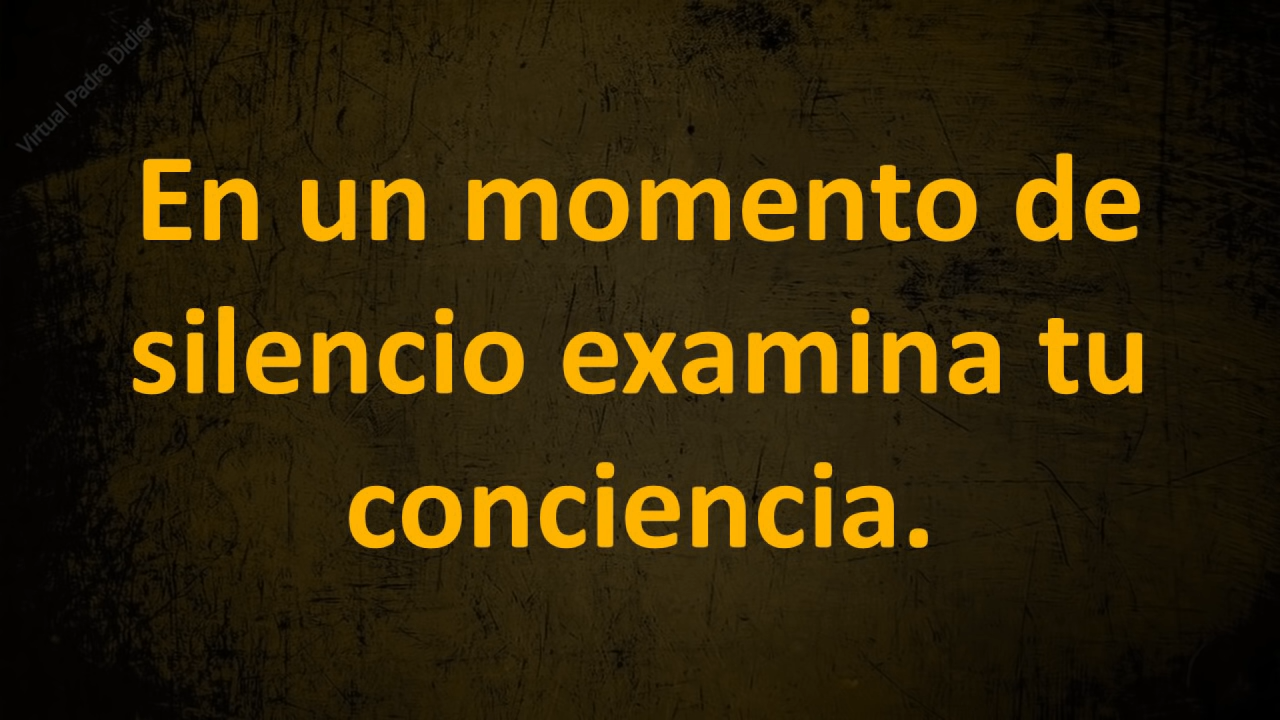 Virtual Padre Didier
En un momento de
silencio examina tu
conciencia.